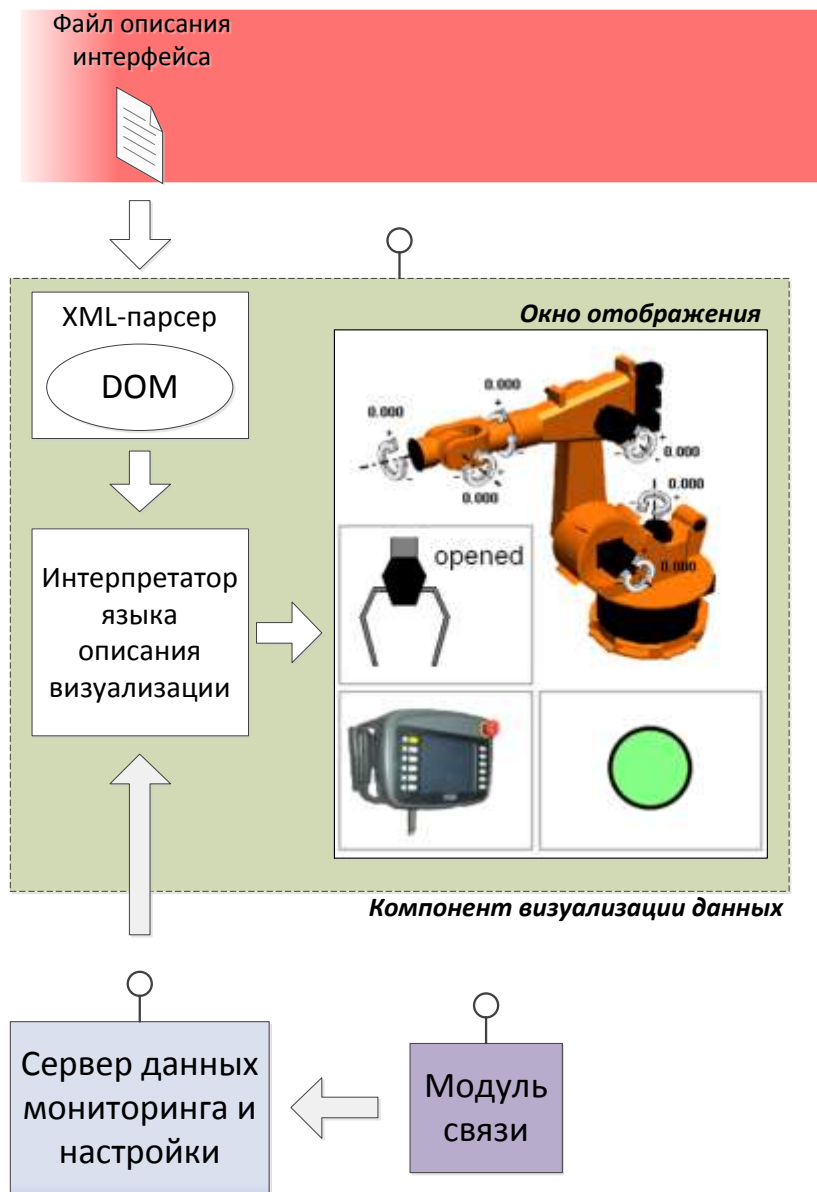 Файл описания
интерфейса
XML-парсер
DOM
Окно отображения
0.000
0.000
0.000
0.000
0.000
0.000
opened
Интерпретатор
языка
описания
визуализации
Компонент визуализации данных
Сервер данных
мониторинга и
настройки
Модуль
связи